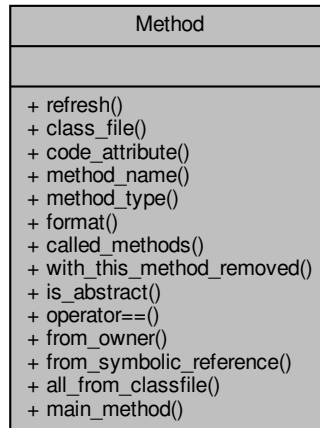 Method
+ refresh()
+ class_file()
+ code_attribute()
+ method_name()
+ method_type()
+ format()
+ called_methods()
+ with_this_method_removed()
+ is_abstract()
+ operator==()
+ from_owner()
+ from_symbolic_reference()
+ all_from_classfile()
+ main_method()